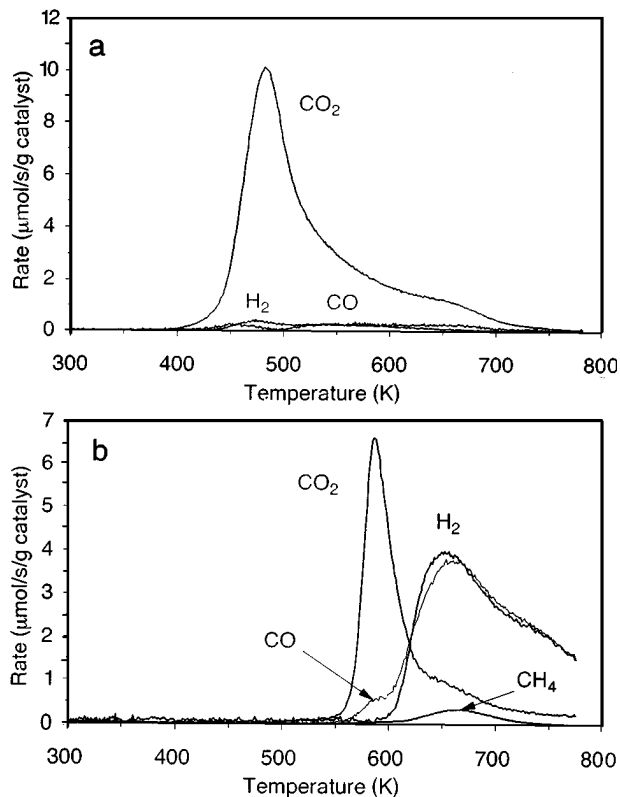 12
a
10
CO₂
8
Rate (μmol/s/g catalyst)
6
4
2
H₂
CO
0
300
400
500
600
700
800
Temperature (K)
7
b
6
CO₂
H₂
5
Rate (μmol/s/g catalyst)
4
3
CO
2
CH₄
1
0
300
400
500
600
700
800
Temperature (K)